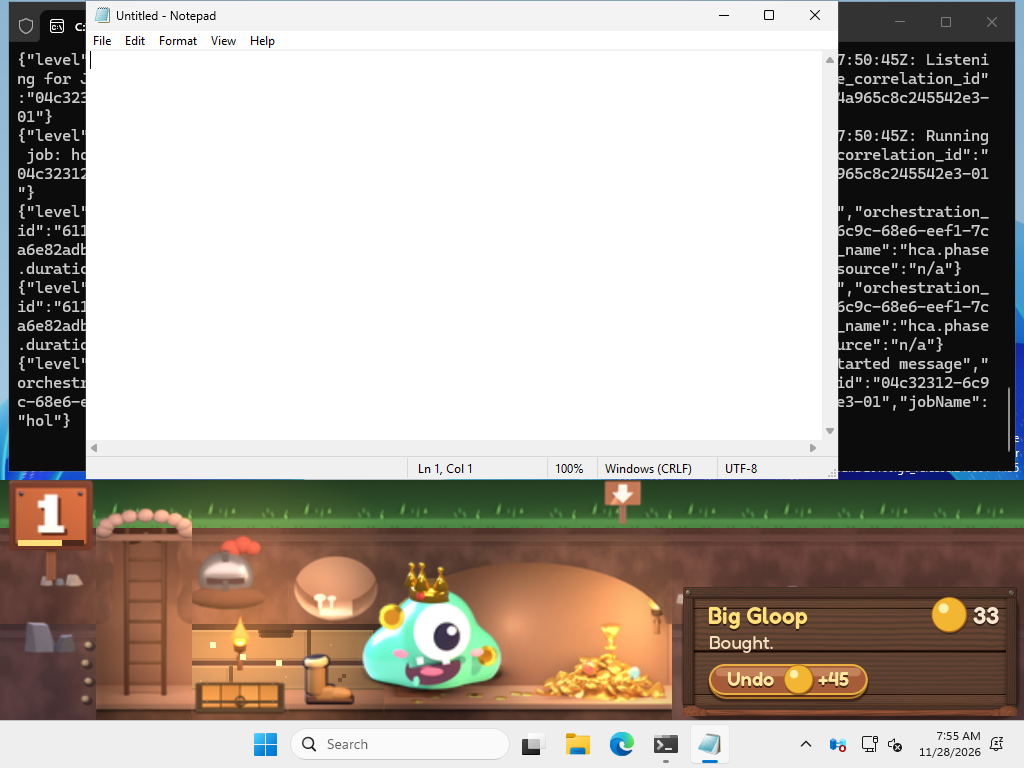 C:
Untitled - Notepad
File Edit Format View Help
{"level" 7:50:45Z: Listeni
ng for J e_correlation_id"
:"04c323 4a965c8c245542e3-
01"}
{"level" 7:50:45Z: Running
job: ho correlation_id":"
04c32312 965c8c245542e3-01
"}
{"level" ","orchestration_
id":"611 6c9c-68e6-eef1-7c
a6e82adb _name":"hca.phase
.duratio source":"n/a"}
{"level" ","orchestration_
id":"611 6c9c-68e6-eef1-7c
a6e82adb _name":"hca.phase
.duratio urce":"n/a"}
{"level" tarted message","
orchestr id":"04c32312-6c9
c-68e6-e e3-01","jobName":
"hol"}
Ln 1, Col 1 100% Windows (CRLF) UTF-8
1
Big Gloop 33
Bought.
Undo +45
Search
7:55 AM
11/28/2026